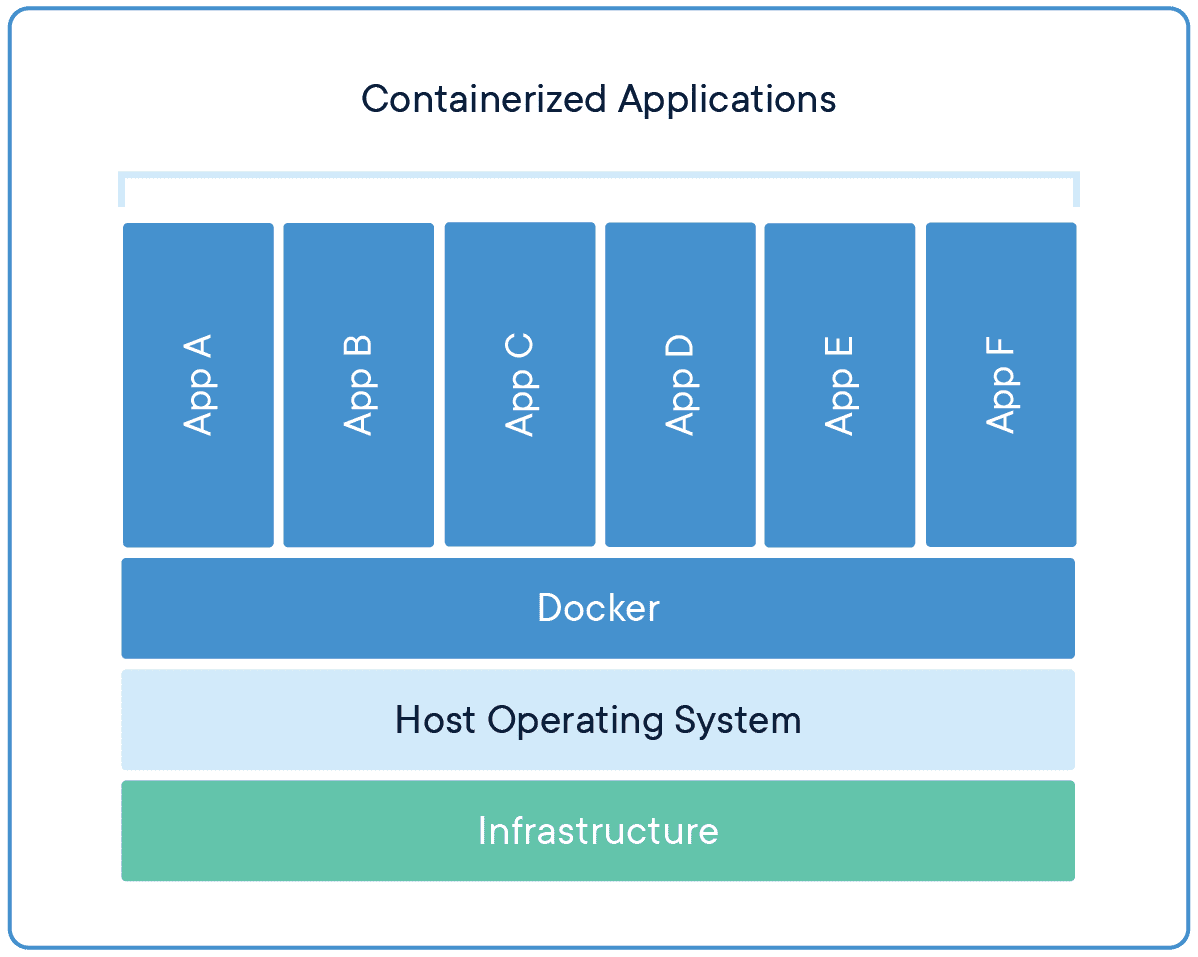 Containerized Applications
App A
App B
App C
App D
App E
App F
Docker
Host Operating System
Infrastructure